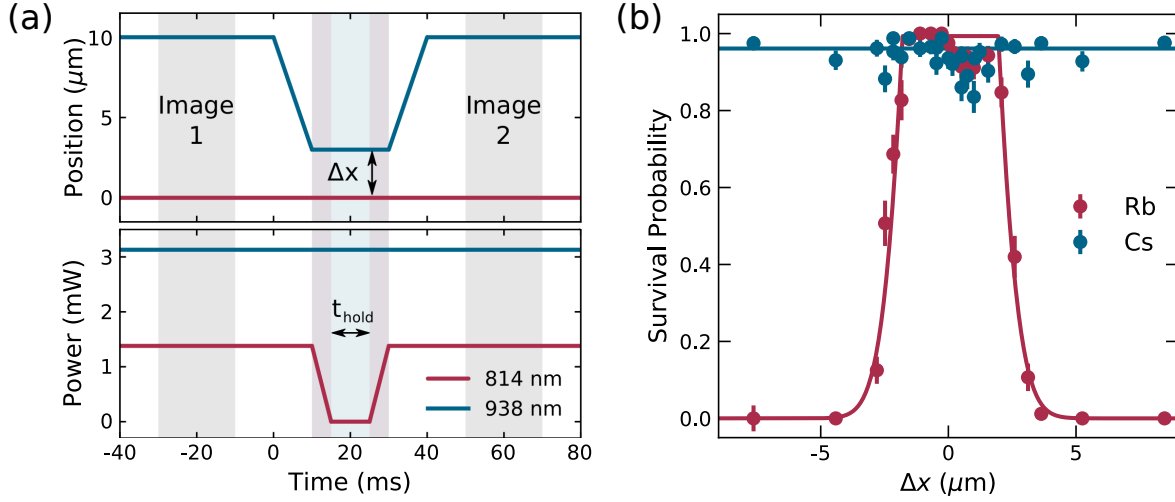 (a)
Position (μm)
10
5
0
Image
1
Image
2
Δx
Power (mW)
3
2
1
0
t hold
814 nm
938 nm
-40
-20
0
20
40
60
80
Time (ms)
(b)
Survival Probability
1.0
0.8
0.6
0.4
0.2
0.0
Rb
Cs
-5
0
5
Δx (μm)